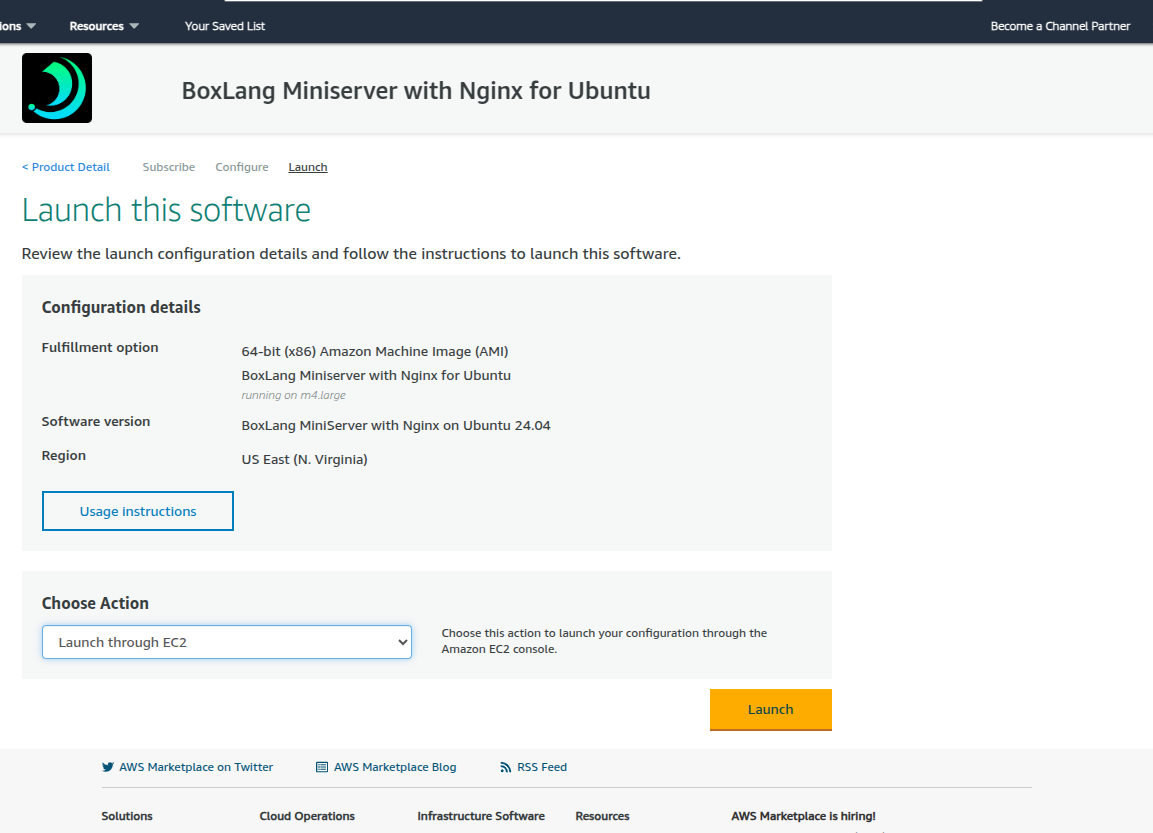 ions Resources Your Saved List Become a Channel Partner
BoxLang Miniserver with Nginx for Ubuntu
< Product Detail Subscribe Configure Launch
Launch this software
Review the launch configuration details and follow the instructions to launch this software.
Configuration details
Fulfillment option
64-bit (x86) Amazon Machine Image (AMI)
BoxLang Miniserver with Nginx for Ubuntu
running on m4.large
Software version
BoxLang MiniServer with Nginx on Ubuntu 24.04
Region
US East (N. Virginia)
Usage instructions
Choose Action
Launch through EC2
Choose this action to launch your configuration through the
Amazon EC2 console.
Launch
AWS Marketplace on Twitter AWS Marketplace Blog RSS Feed
Solutions Cloud Operations Infrastructure Software Resources AWS Marketplace is hiring!